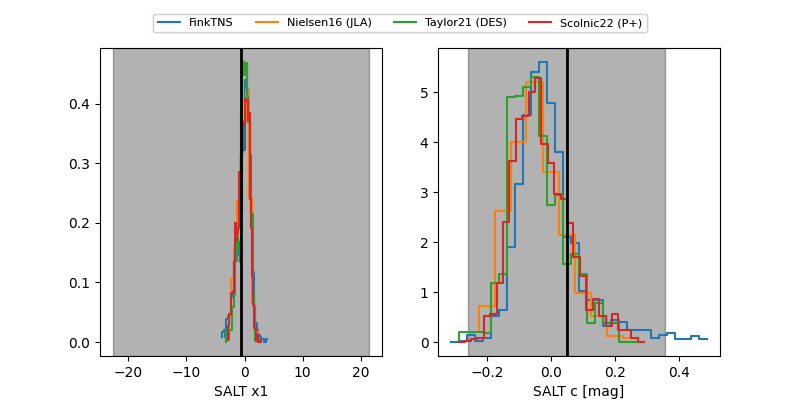 FinkTNS Nielsen16 (JLA) Taylor21 (DES) Scolnic22 (P+)
0.4
0.3
0.2
0.1
0.0
−20 −10 0 10 20
SALT x1
5
4
3
2
1
0
−0.2 0.0 0.2 0.4
SALT c [mag]